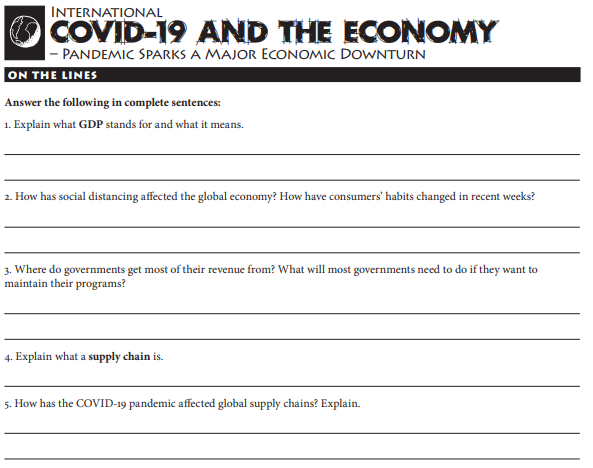 INTERNATIONAL
COVID-19 AND THE ECONOMY
– PANDEMIC SPARKS A MAJOR ECONOMIC DOWNTURN
ON THE LINES
Answer the following in complete sentences:
1. Explain what GDP stands for and what it means.
2. How has social distancing affected the global economy? How have consumers’ habits changed in recent weeks?
3. Where do governments get most of their revenue from? What will most governments need to do if they want to
maintain their programs?
4. Explain what a supply chain is.
5. How has the COVID-19 pandemic affected global supply chains? Explain.